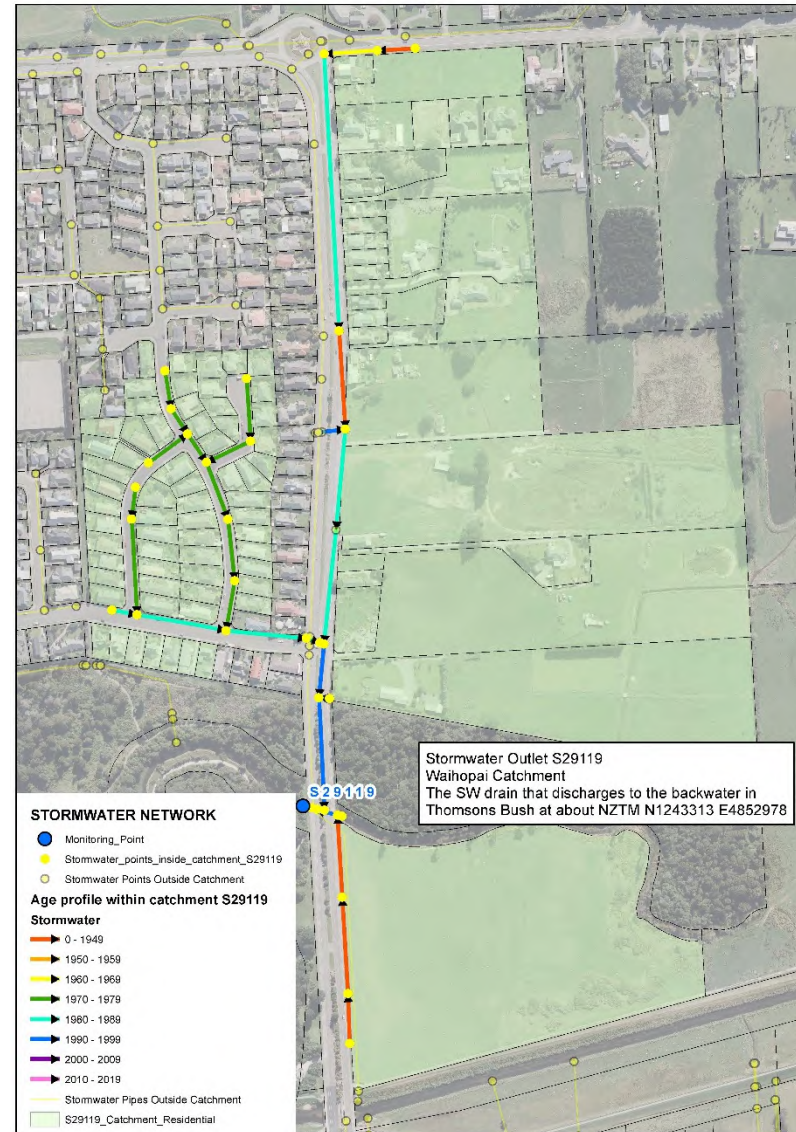 Stormwater Outlet S29119
Waihopai Catchment
The SW drain that discharges to the backwater in
Thomsons Bush at about NZTM N1243313 E4852978
S29119
STORMWATER NETWORK
Monitoring_Point
Stormwater_points_inside_catchment_S29119
Stormwater Points Outside Catchment
Age profile within catchment S29119
Stormwater
0 - 1949
1950 - 1959
1960 - 1969
1970 - 1979
1980 - 1989
1990 - 1999
2000 - 2009
2010 - 2019
Stormwater Pipes Outside Catchment
S29119_Catchment_Residential